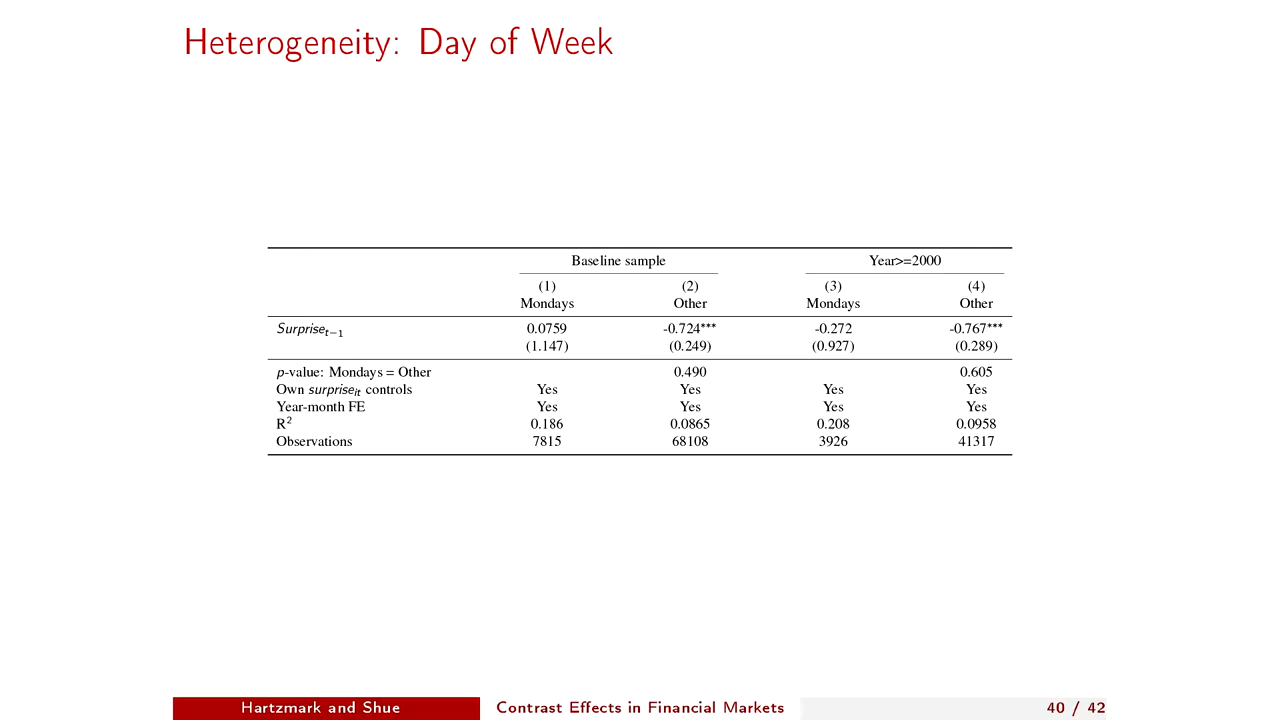 Heterogeneity: Day of Week
Baseline sample Year>=2000
(1) (2) (3) (4)
Mondays Other Mondays Other
Surprise_{t−1} 0.0759 -0.724*** -0.272 -0.767***
(1.147) (0.249) (0.927) (0.289)
p-value: Mondays = Other 0.490 0.605
Own surprise_{it} controls Yes Yes Yes Yes
Year-month FE Yes Yes Yes Yes
R² 0.186 0.0865 0.208 0.0958
Observations 7815 68108 3926 41317
Hartzmark and Shue Contrast Effects in Financial Markets 40 / 42